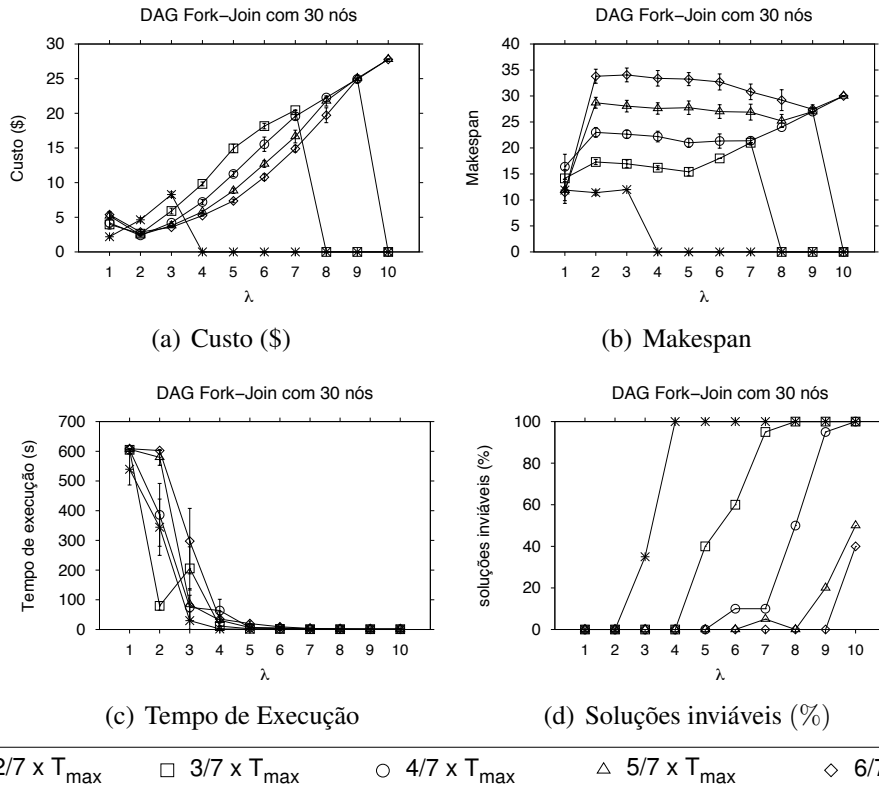 DAG Fork–Join com 30 nós
DAG Fork–Join com 30 nós
Custo ($)
30
25
20
15
10
5
0
1 2 3 4 5 6 7 8 9 10
λ
Makespan
40
35
30
25
20
15
10
5
0
1 2 3 4 5 6 7 8 9 10
λ
(a) Custo ($)
(b) Makespan
DAG Fork–Join com 30 nós
DAG Fork–Join com 30 nós
Tempo de execução (s)
700
600
500
400
300
200
100
0
1 2 3 4 5 6 7 8 9 10
λ
soluções inviáveis (%)
100
80
60
40
20
0
1 2 3 4 5 6 7 8 9 10
λ
(c) Tempo de Execução
(d) Soluções inviáveis (%)
2/7 x Tmax 3/7 x Tmax 4/7 x Tmax 5/7 x Tmax 6/7